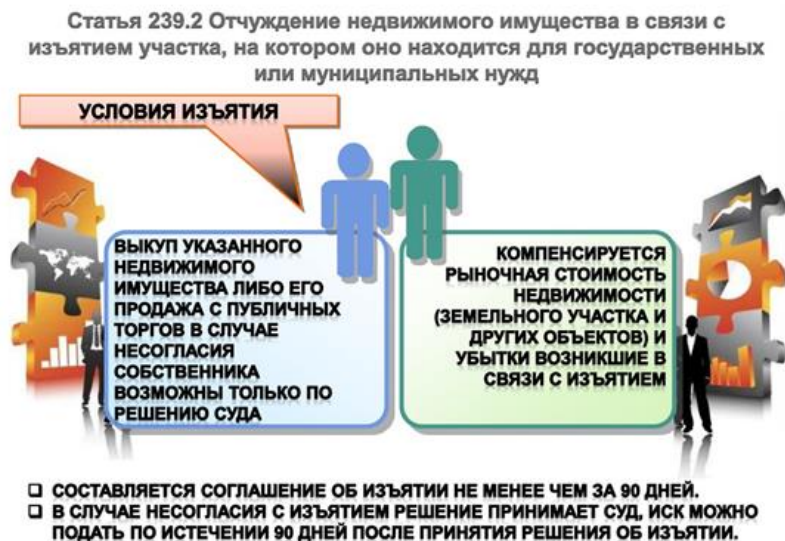 Статья 239.2 Отчуждение недвижимого имущества в связи с
изъятием участка, на котором оно находится для государственных
или муниципальных нужд
УСЛОВИЯ ИЗЪЯТИЯ
ВЫКУП УКАЗАННОГО
НЕДВИЖИМОГО
ИМУЩЕСТВА ЛИБО ЕГО
ПРОДАЖА С ПУБЛИЧНЫХ
ТОРГОВ В СЛУЧАЕ
НЕСОГЛАСИЯ
СОБСТВЕННИКА
ВОЗМОЖНЫ ТОЛЬКО ПО
РЕШЕНИЮ СУДА
КОМПЕНСИРУЕТСЯ
РЫНОЧНАЯ СТОИМОСТЬ
НЕДВИЖИМОСТИ
(ЗЕМЕЛЬНОГО УЧАСТКА И
ДРУГИХ ОБЪЕКТОВ) И
УБЫТКИ ВОЗНИКШИЕ В
СВЯЗИ С ИЗЪЯТИЕМ
❑ СОСТАВЛЯЕТСЯ СОГЛАШЕНИЕ ОБ ИЗЪЯТИИ НЕ МЕНЕЕ ЧЕМ ЗА 90 ДНЕЙ.
❑ В СЛУЧАЕ НЕСОГЛАСИЯ С ИЗЪЯТИЕМ РЕШЕНИЕ ПРИНИМАЕТ СУД, ИСК МОЖНО
ПОДАТЬ ПО ИСТЕЧЕНИИ 90 ДНЕЙ ПОСЛЕ ПРИНЯТИЯ РЕШЕНИЯ ОБ ИЗЪЯТИИ.